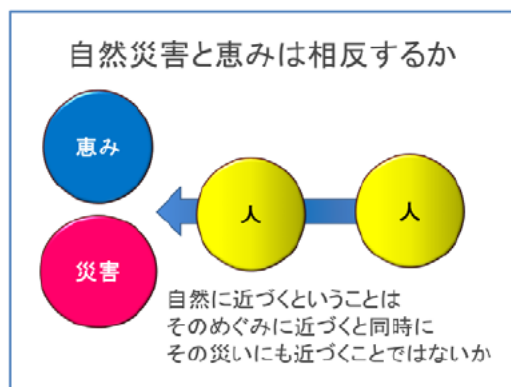 自然災害と恵みは相反するか
恵み
人
人
災害
自然に近づくということは
そのめぐみに近づくと同時に
その災いにも近づくことではないか